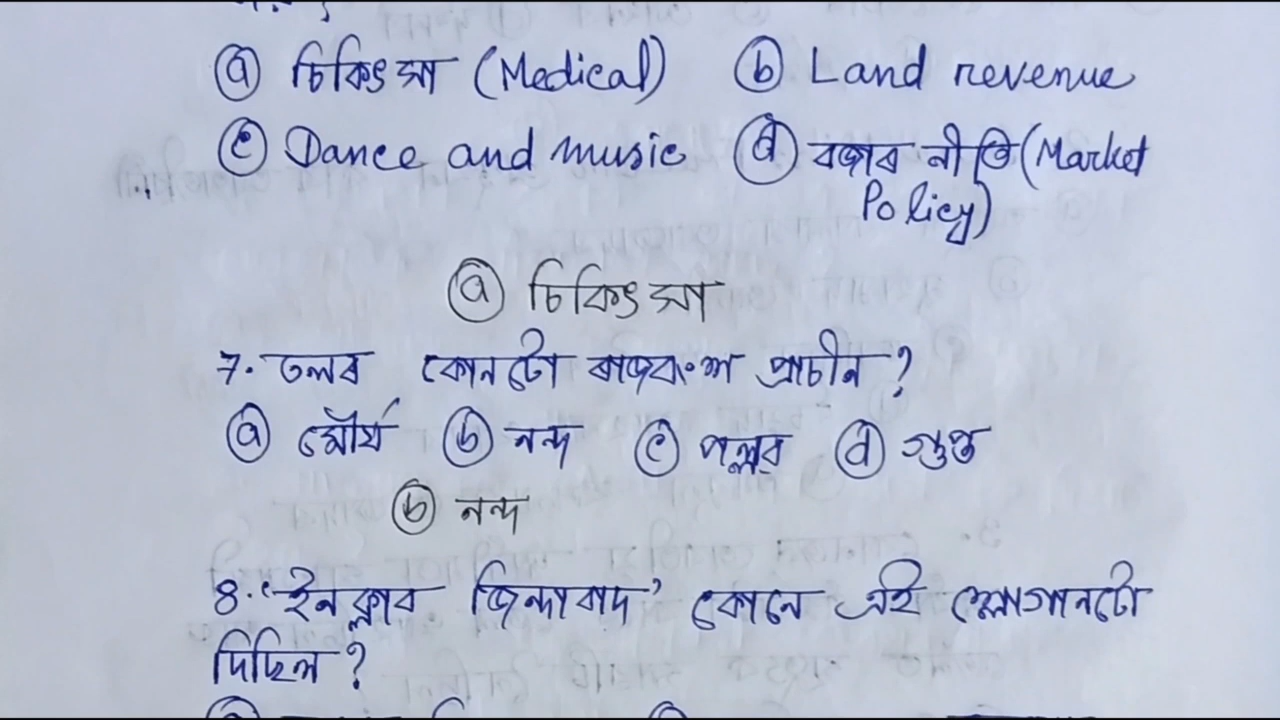 ⓐ চিকিৎসা (Medical) ⓑ Land revenue
ⓒ Dance and music ⓓ বজাৰ নীতি (Market
Policy)
ⓐ চিকিৎসা
7. তলৰ কোনটো ৰাজবংশ প্ৰাচীন ?
ⓐ মৌৰ্য ⓑ নন্দ ⓒ পল্লৱ ⓓ গুপ্ত
ⓑ নন্দ
8. 'ইনক্লাব জিন্দাবাদ' কোনে এই শ্লোগানটো
দিছিল ?